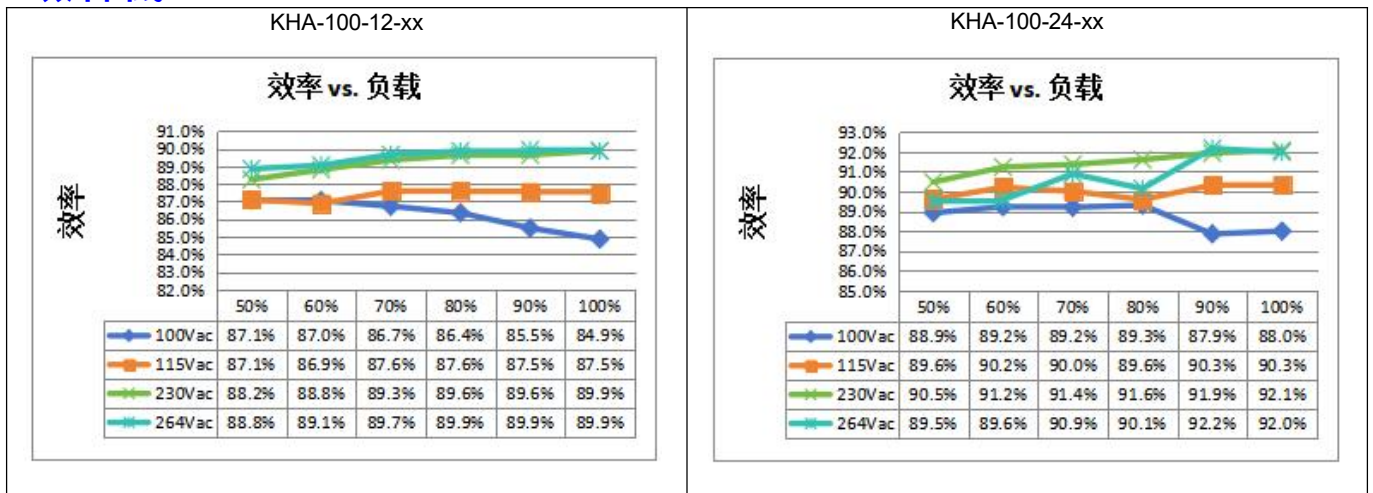 KHA-100-12-xx
效率 vs. 负载
效率
91.0%
90.0%
89.0%
88.0%
87.0%
86.0%
85.0%
84.0%
83.0%
82.0%
50% 60% 70% 80% 90% 100%
100Vac 87.1% 87.0% 86.7% 86.4% 85.5% 84.9%
115Vac 87.1% 86.9% 87.6% 87.6% 87.5% 87.5%
230Vac 88.2% 88.8% 89.3% 89.6% 89.6% 89.9%
264Vac 88.8% 89.1% 89.7% 89.9% 89.9% 89.9%
KHA-100-24-xx
效率 vs. 负载
效率
93.0%
92.0%
91.0%
90.0%
89.0%
88.0%
87.0%
86.0%
85.0%
50% 60% 70% 80% 90% 100%
100Vac 88.9% 89.2% 89.2% 89.3% 87.9% 88.0%
115Vac 89.6% 90.2% 90.0% 89.6% 90.3% 90.3%
230Vac 90.5% 91.2% 91.4% 91.6% 91.9% 92.1%
264Vac 89.5% 89.6% 90.9% 90.1% 92.2% 92.0%